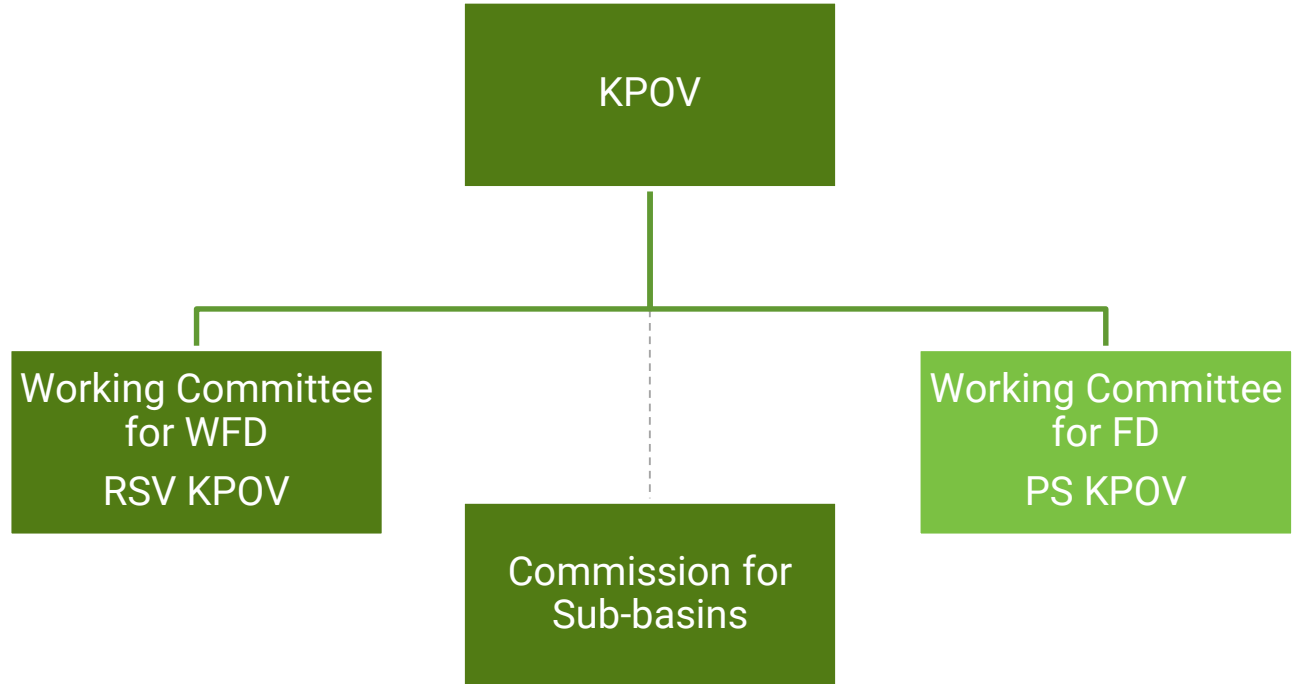 KPOV
Working Committee
for WFD
RSV KPOV
Working Committee
for FD
PS KPOV
Commission for
Sub-basins